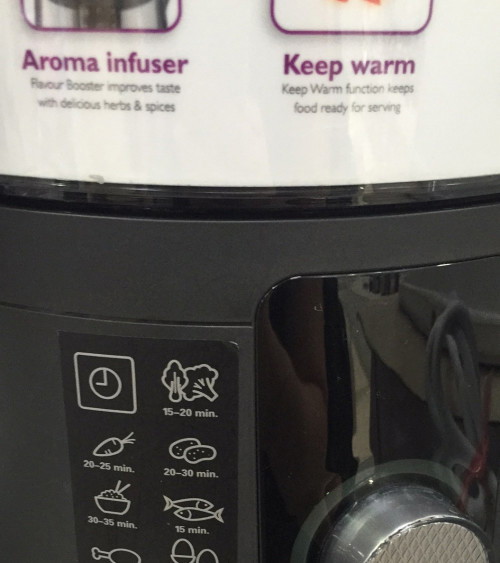 Aroma infuser
Flavour Booster improves taste
with delicious herbs & spices
Keep warm
Keep Warm function keeps
food ready for serving
15–20 min.
20–25 min.
20–30 min.
30–35 min.
15 min.